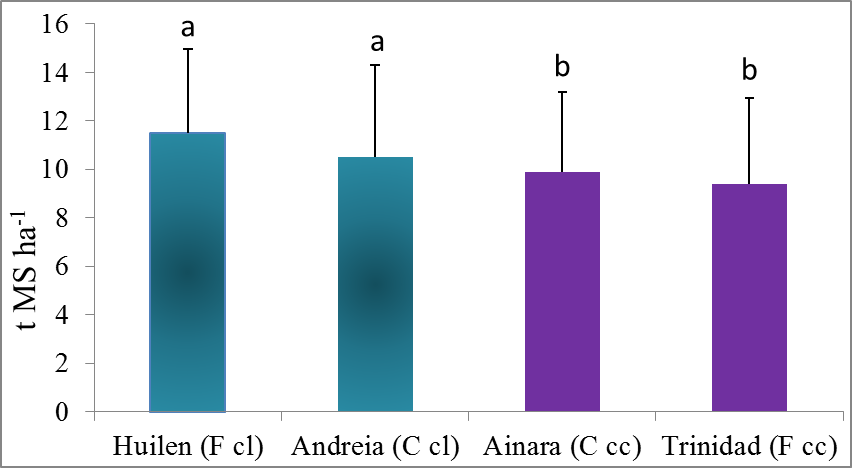 t MS ha-1
16
14
12
10
8
6
4
2
0
a
a
b
b
Huilen (F cl)
Andreia (C cl)
Ainara (C cc)
Trinidad (F cc)